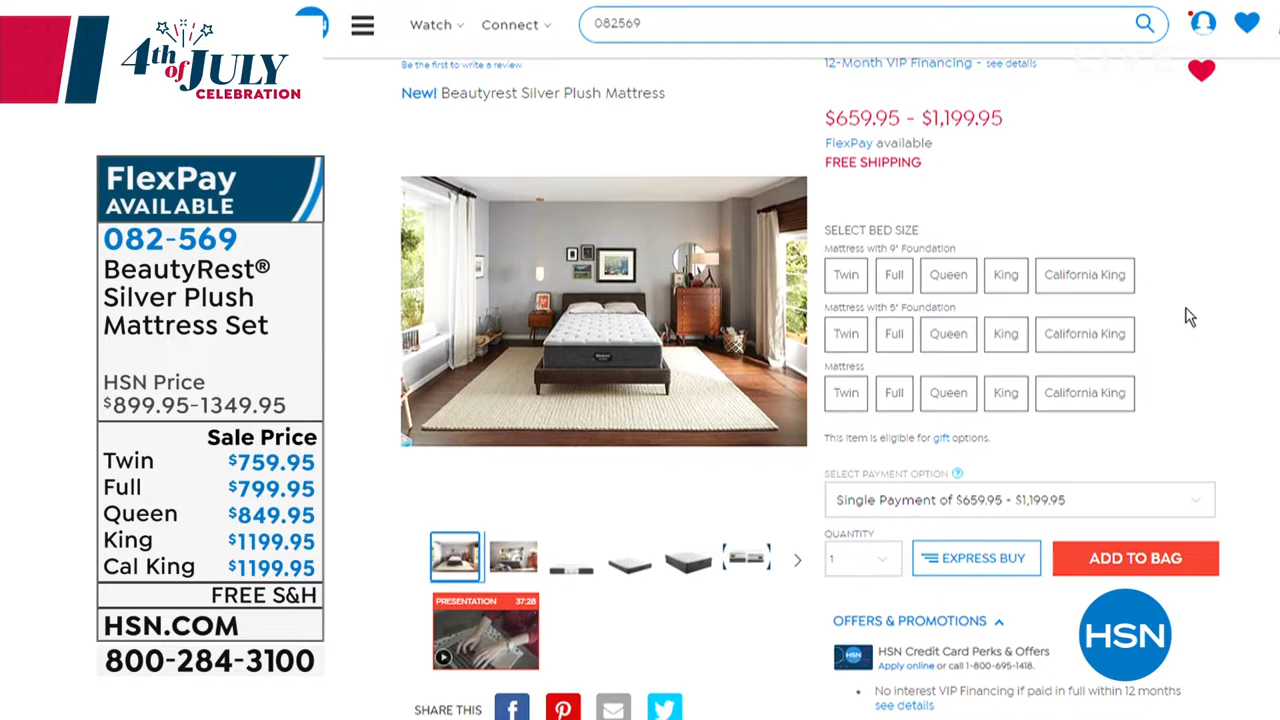 4th
of JULY
CELEBRATION
FlexPay
AVAILABLE
082-569
BeautyRest®
Silver Plush
Mattress Set
HSN Price
$899.95-1349.95
Sale Price
Twin $759.95
Full $799.95
Queen $849.95
King $1199.95
Cal King $1199.95
FREE S&H
HSN.COM
800-284-3100
Watch Connect 082569
Be the first to write a review
New! Beautyrest Silver Plush Mattress
12-Month VIP Financing - see details
LIVE
$659.95 - $1,199.95
FlexPay available
FREE SHIPPING
SELECT BED SIZE
Mattress with 9" Foundation
Twin Full Queen King California King
Mattress with 5" Foundation
Twin Full Queen King California King
Mattress
Twin Full Queen King California King
This item is eligible for gift options.
SELECT PAYMENT OPTION ?
Single Payment of $659.95 - $1,199.95
QUANTITY
1 EXPRESS BUY ADD TO BAG
PRESENTATION 37:28
SHARE THIS
OFFERS & PROMOTIONS
HSN
HSN Credit Card Perks & Offers
Apply online or call 1-800-695-1418.
No interest VIP Financing if paid in full within 12 months
see details
HSN